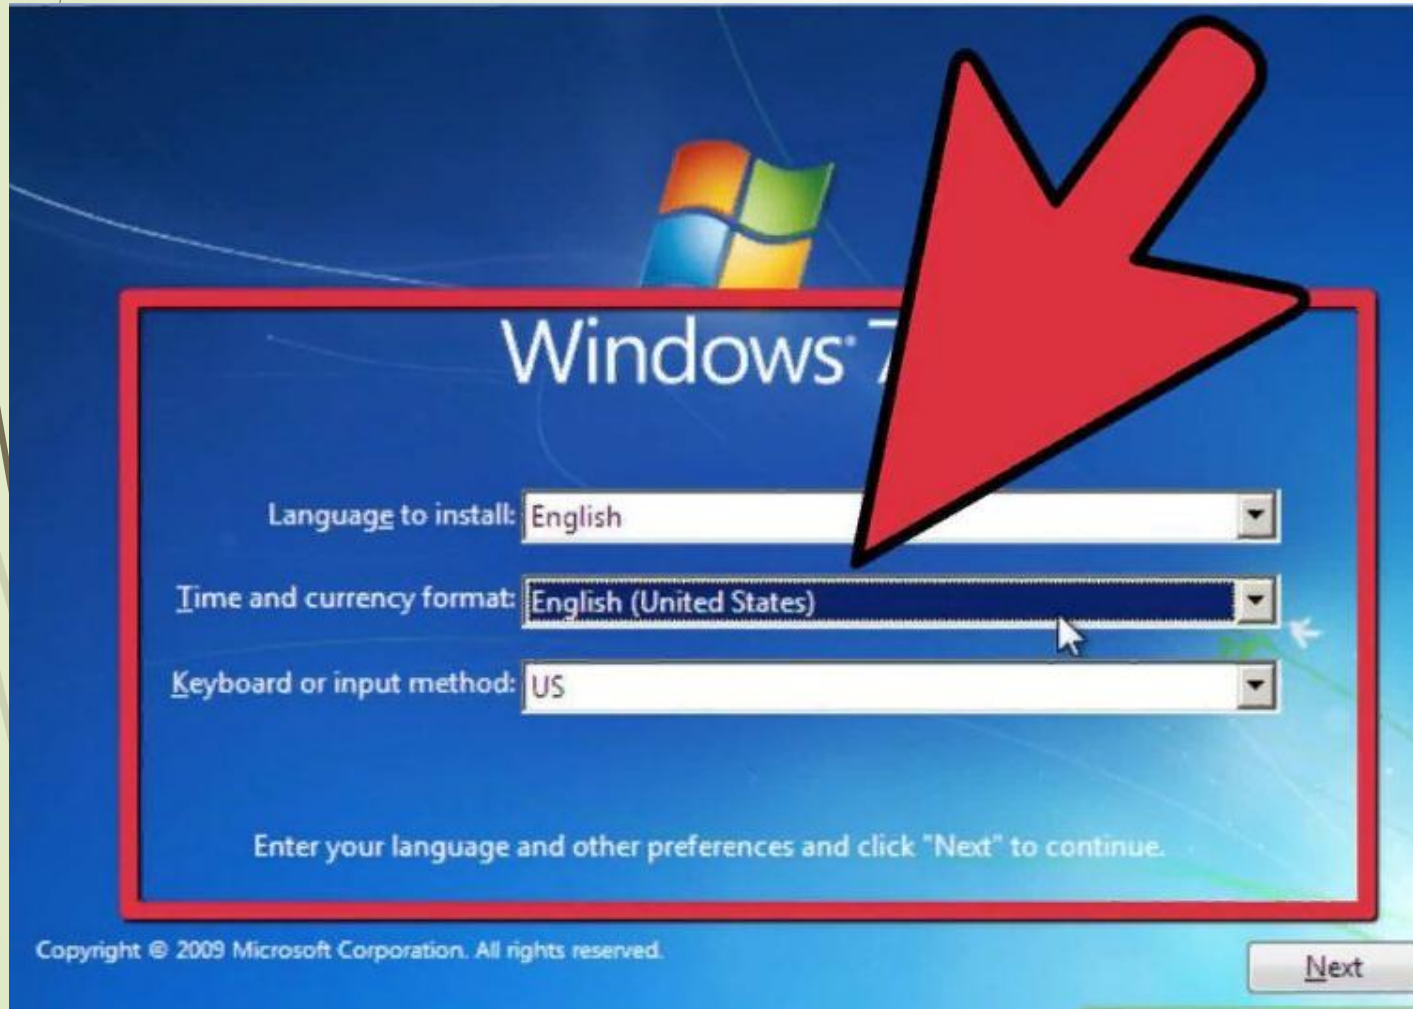 Windows® 7
Language to install: English
Time and currency format: English (United States)
Keyboard or input method: US
Enter your language and other preferences and click "Next" to continue.
Copyright © 2009 Microsoft Corporation. All rights reserved.
Next